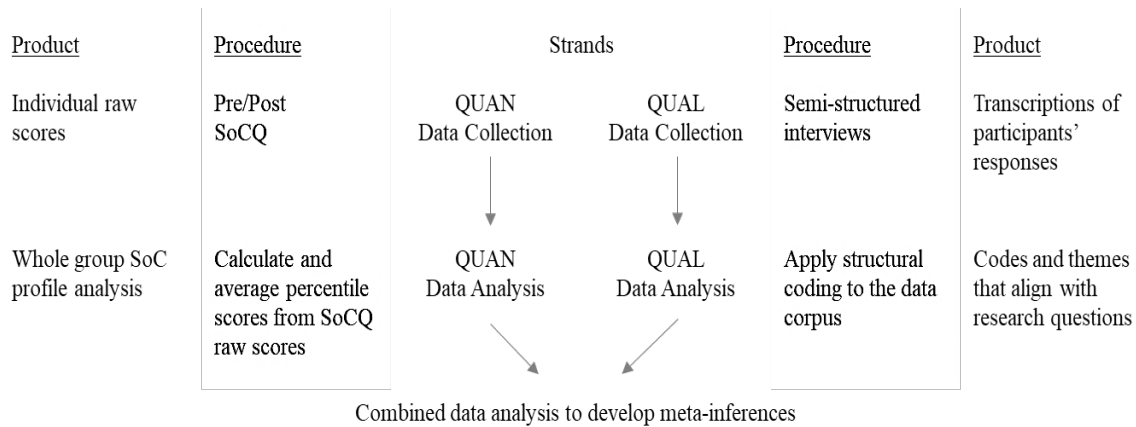 Product
Procedure
Strands
Procedure
Product
Individual raw
scores
Pre/Post
SoCQ
QUAN
Data Collection
QUAL
Data Collection
Semi-structured
interviews
Transcriptions of
participants’
responses
Whole group SoC
profile analysis
Calculate and
average percentile
scores from SoCQ
raw scores
QUAN
Data Analysis
QUAL
Data Analysis
Apply structural
coding to the data
corpus
Codes and themes
that align with
research questions
Combined data analysis to develop meta-inferences